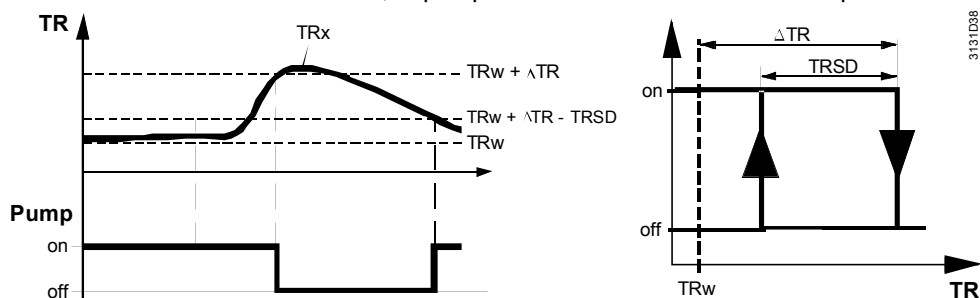 TR
TRx
TRw + ΔTR
TRw + ΔTR - TRSD
TRw
Pump
on
off
ΔTR
TRSD
on
off
TRw
TR
3131D38